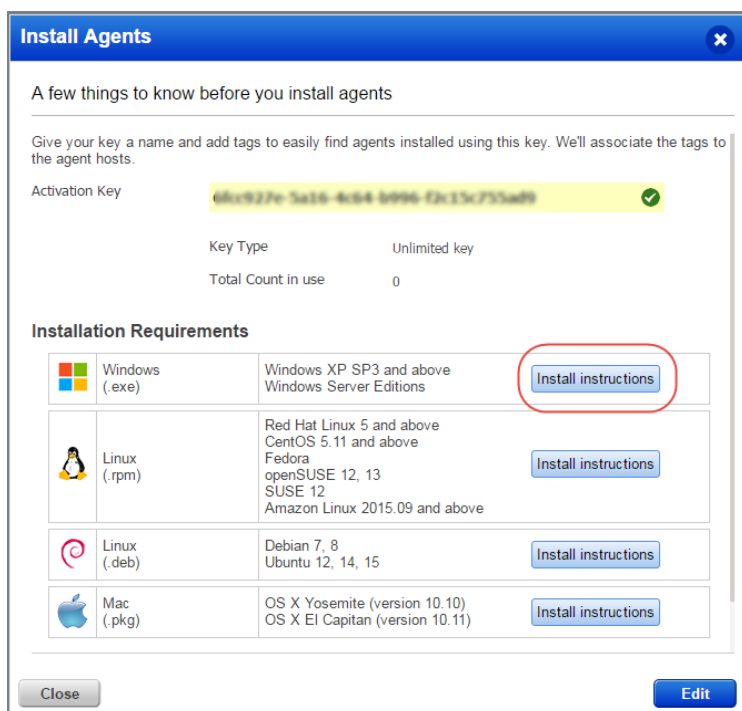 Install Agents
A few things to know before you install agents
Give your key a name and add tags to easily find agents installed using this key. We'll associate the tags to
the agent hosts.
Activation Key
Key Type
Unlimited key
Total Count in use
0
Installation Requirements
Windows
(.exe)
Windows XP SP3 and above
Windows Server Editions
Install instructions
Linux
(.rpm)
Red Hat Linux 5 and above
CentOS 5.11 and above
Fedora
openSUSE 12, 13
SUSE 12
Amazon Linux 2015.09 and above
Install instructions
Linux
(.deb)
Debian 7, 8
Ubuntu 12, 14, 15
Install instructions
Mac
(.pkg)
OS X Yosemite (version 10.10)
OS X El Capitan (version 10.11)
Install instructions
Close
Edit